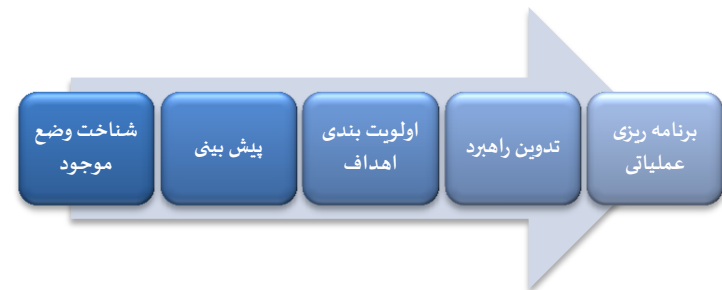 شناخت وضع
موجود
پیش بینی
اولویت بندی
اهداف
تدوین راهبرد
برنامه ریزی
عملیاتی